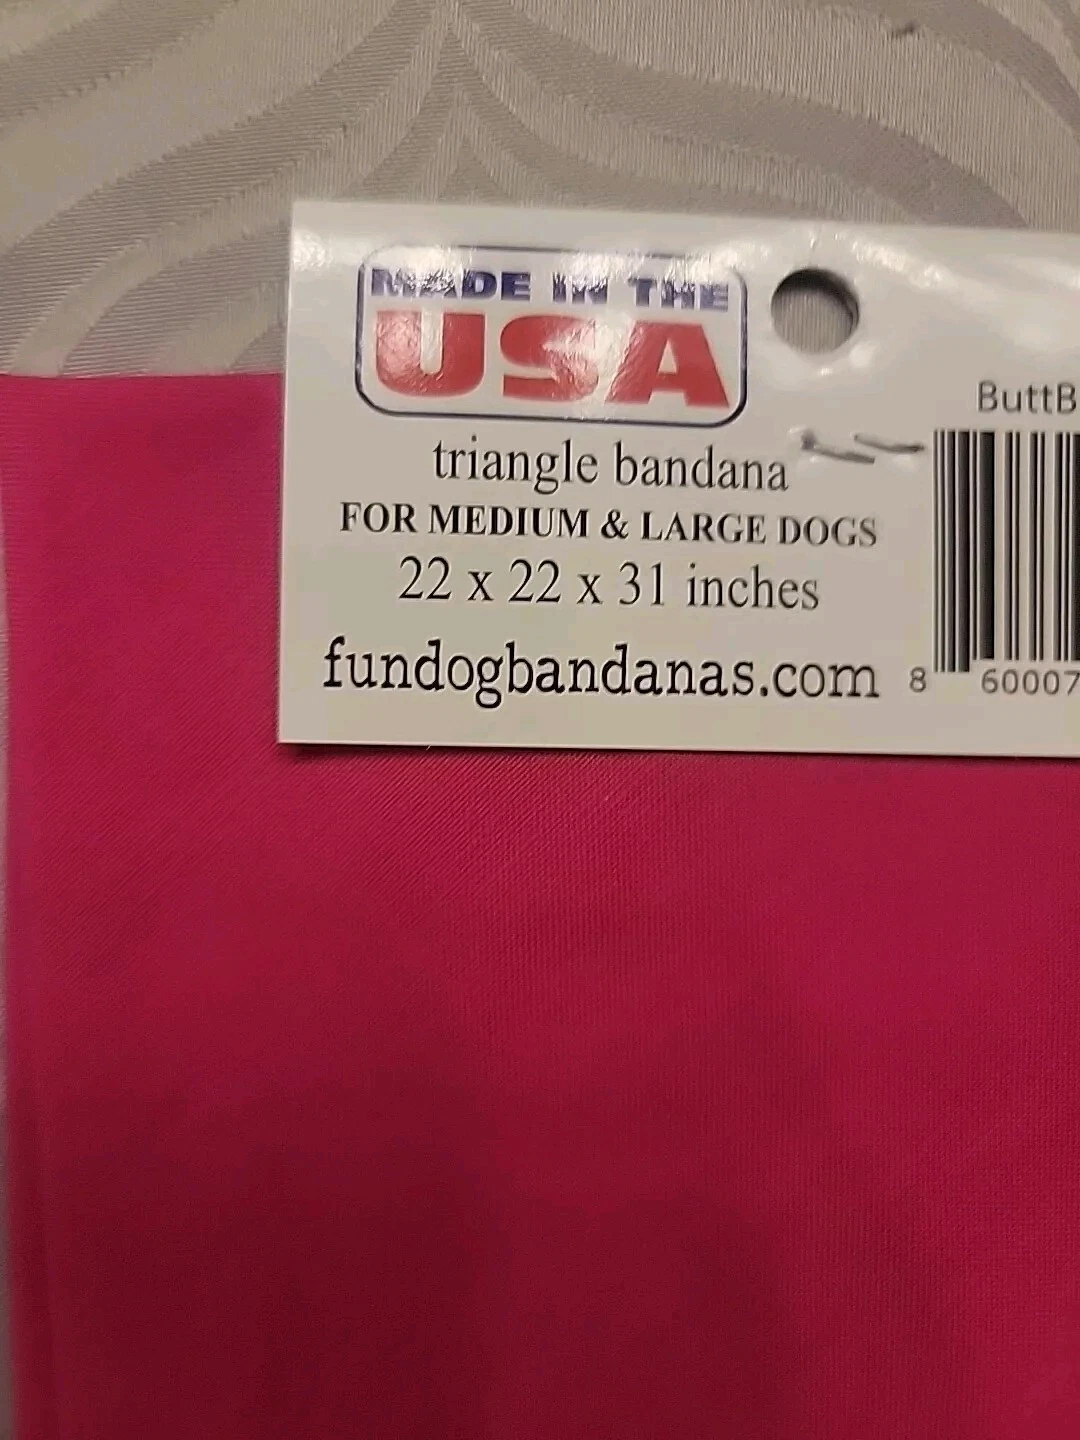 MADE IN THE
USA
triangle bandana
FOR MEDIUM & LARGE DOGS
22 x 22 x 31 inches
fundogbandanas.com
ButtB
8 60007